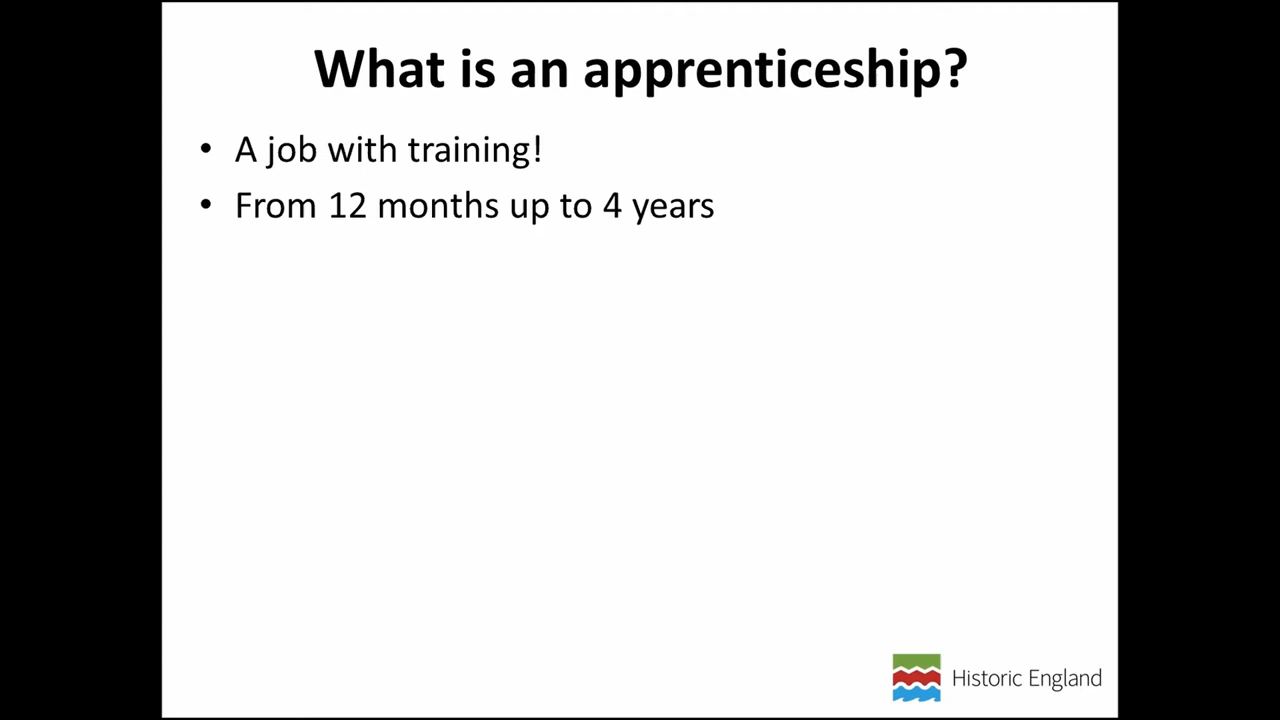 What is an apprenticeship?
• A job with training!
• From 12 months up to 4 years
Historic England